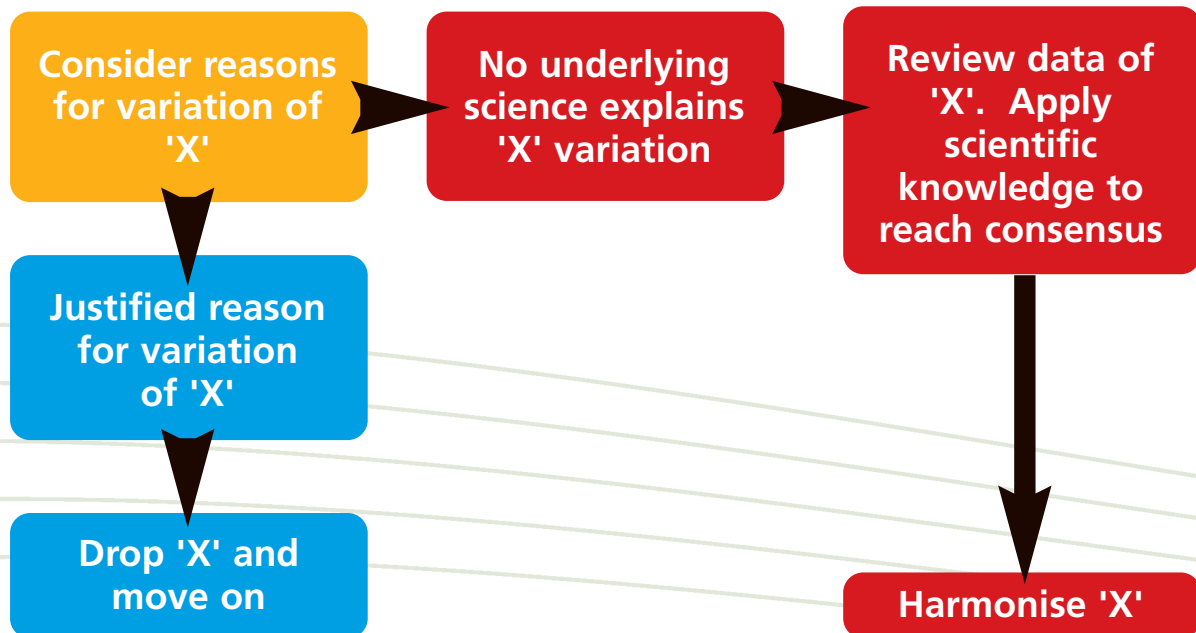 Consider reasons
for variation of
'X'
No underlying
science explains
'X' variation
Review data of
'X'. Apply
scientific
knowledge to
reach consensus
Justified reason
for variation
of 'X'
Drop 'X' and
move on
Harmonise 'X'